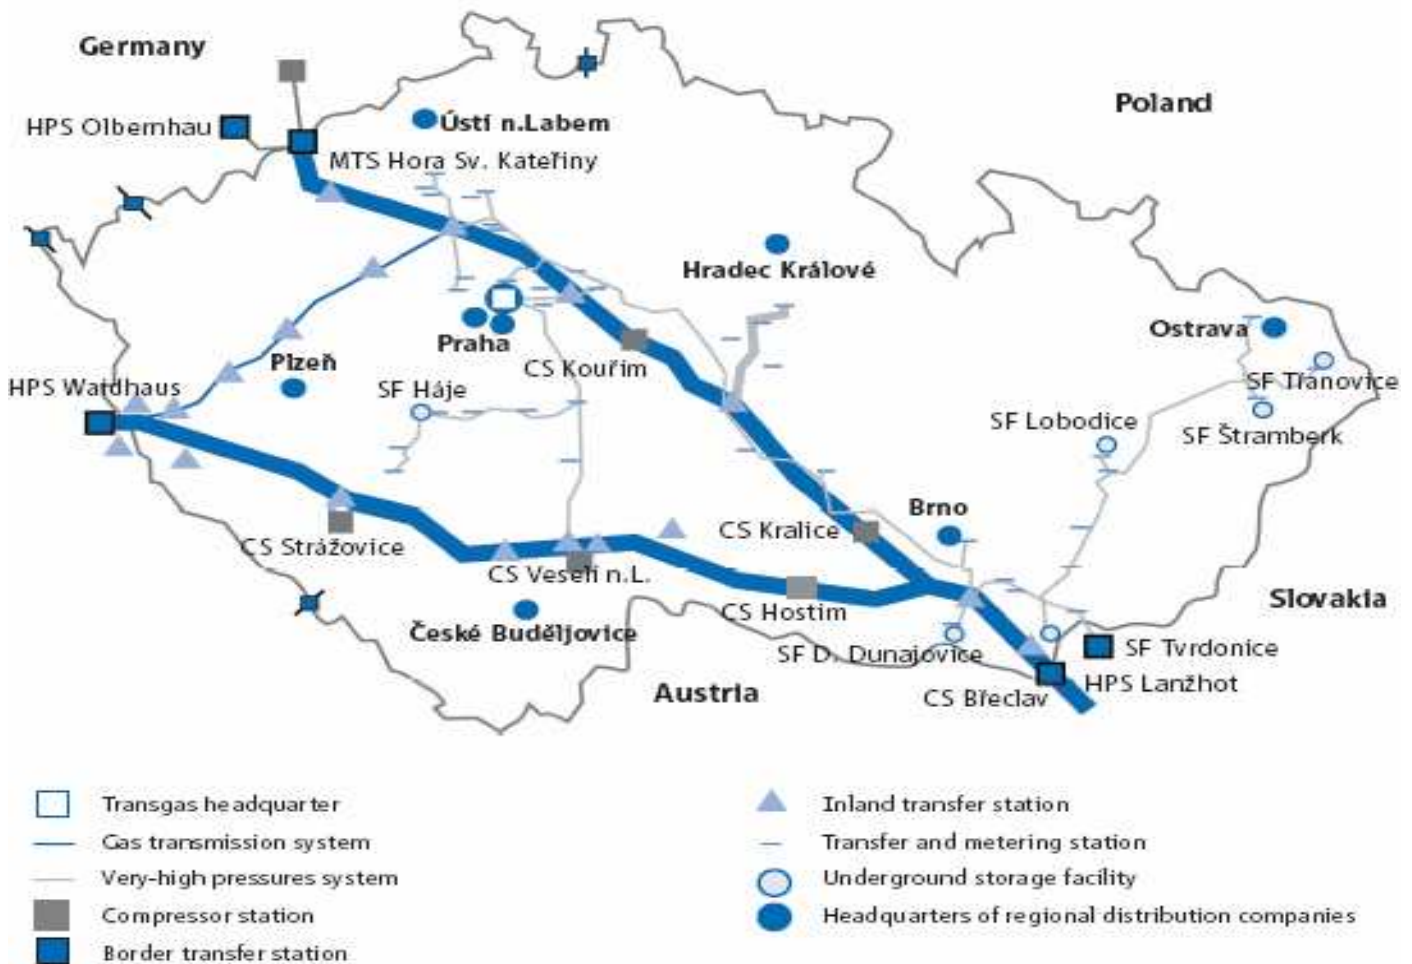 Germany
Poland
HPS Olbernhau
Ústí n.Labem
MTS Hora Sv. Kateřiny
Hradec Králové
Ostrava
Praha
CS Kouřim
Plzeň
HPS Waidhaus
SF Háje
SF Třanovice
SF Lobodice
SF Štramberk
Brno
CS Kralice
CS Strážovice
CS Veselí n.L.
CS Hostim
Slovakia
České Buděljovice
SF D. Dunajovice
SF Tvrdonice
HPS Lanžhot
CS Břeclav
Austria
Transgas headquarter
Gas transmission system
Very-high pressures system
Compressor station
Border transfer station
Inland transfer station
Transfer and metering station
Underground storage facility
Headquarters of regional distribution companies